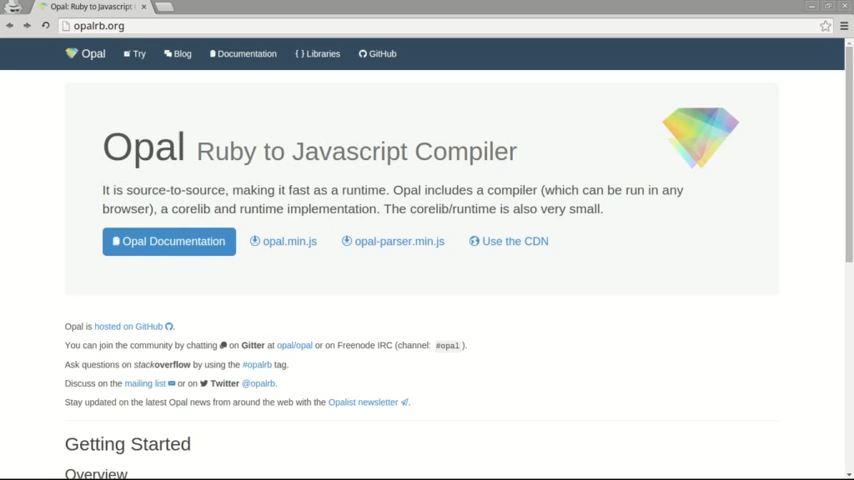 Opal: Ruby to Javascript
opalrb.org
Opal Try Blog Documentation { } Libraries GitHub
Opal Ruby to Javascript Compiler
It is source-to-source, making it fast as a runtime. Opal includes a compiler (which can be run in any
browser), a corelib and runtime implementation. The corelib/runtime is also very small.
Opal Documentation opal.min.js opal-parser.min.js Use the CDN
Opal is hosted on GitHub.
You can join the community by chatting on Gitter at opal/opal or on Freenode IRC (channel: #opal ).
Ask questions on stackoverflow by using the #opalrb tag.
Discuss on the mailing list or on Twitter @opalrb.
Stay updated on the latest Opal news from around the web with the Opalist newsletter.
Getting Started
Overview